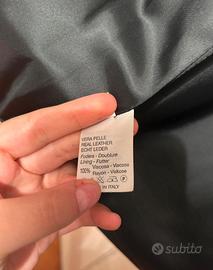 VERA PELLE
REAL LEATHER
ECHT LEDER
Fodera - Doublure
Lining - Futter
100% Viscosa - Viscose
Rayon - Viskose
IN ITALY
subito